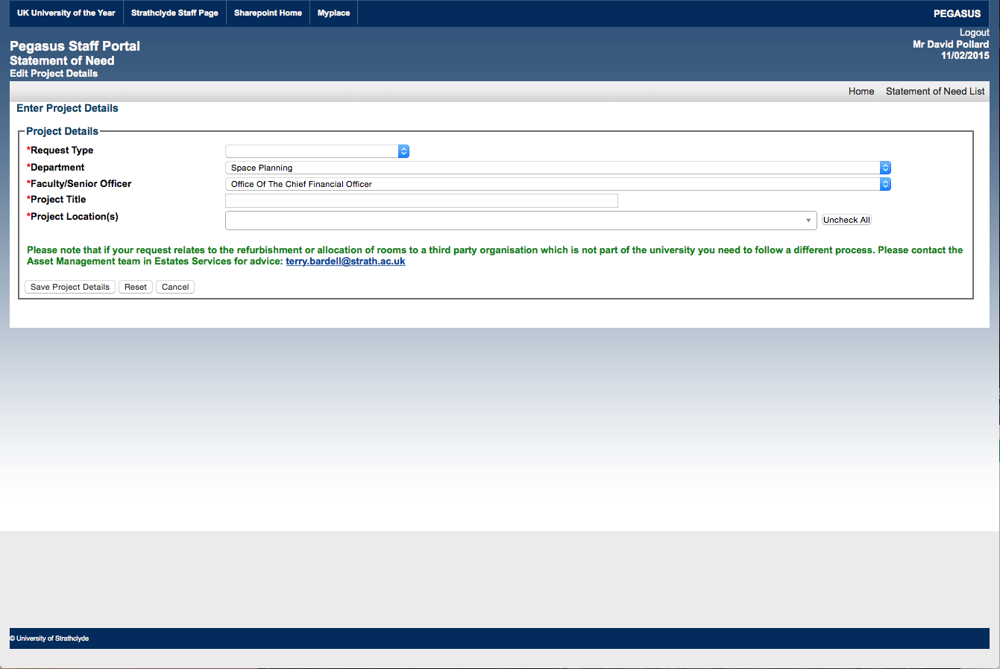 UK University of the Year Strathclyde Staff Page Sharepoint Home Myplace PEGASUS
Logout
Pegasus Staff Portal Mr David Pollard
Statement of Need 11/02/2015
Edit Project Details
Home Statement of Need List
Enter Project Details
Project Details
*Request Type
*Department Space Planning
*Faculty/Senior Officer Office Of The Chief Financial Officer
*Project Title
*Project Location(s) Uncheck All
Please note that if your request relates to the refurbishment or allocation of rooms to a third party organisation which is not part of the university you need to follow a different process. Please contact the
Asset Management team in Estates Services for advice: terry.bardell@strath.ac.uk
Save Project Details Reset Cancel
© University of Strathclyde